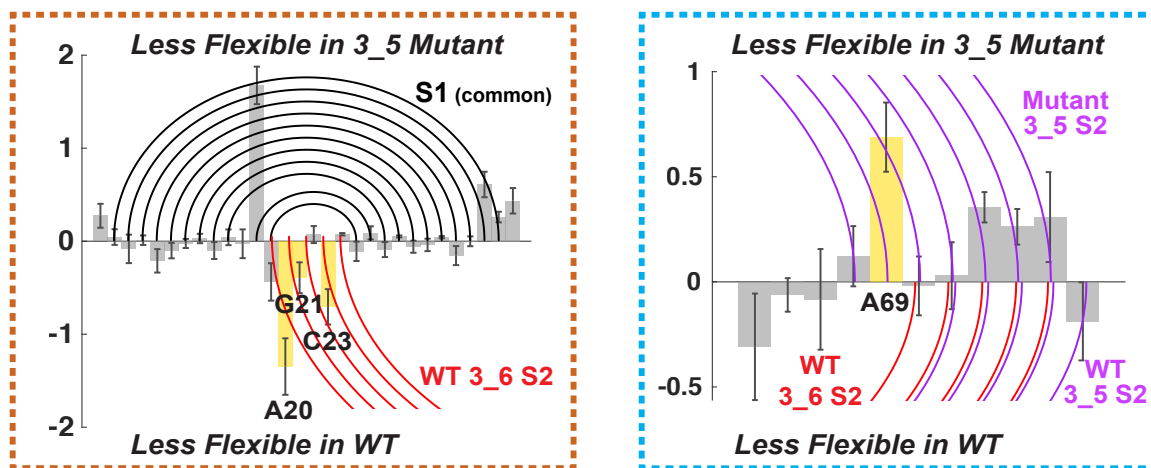 Less Flexible in 3_5 Mutant
2
S1 (common)
1
0
G21
C23
-1
WT 3_6 S2
A20
-2
Less Flexible in WT
Less Flexible in 3_5 Mutant
1
Mutant
3_5 S2
0.5
0
A69
WT
3_6 S2
WT
3_5 S2
-0.5
Less Flexible in WT